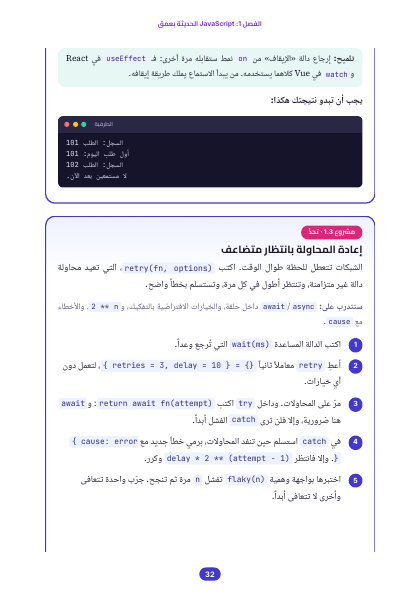 الفصل 1: JavaScript الحديثة بعمق
تلميح: إرجاع دالة «الإيقاف» من on نمط ستقابله مرة أخرى: فـ useEffect في React
و watch في Vue كلاهما يستخدمه. من يبدأ الاستماع يملك طريقة إيقافه.
يجب أن تبدو نتيجتك هكذا:
الطرفية
السجل: الطلب 101
أول طلب اليوم: 101
السجل: الطلب 102
لا مستمعين بعد الآن.
مشروع 1.3 · تحدٍّ
إعادة المحاولة بانتظار متضاعف
الشبكات تتعطل للحظة طوال الوقت. اكتب retry(fn, options)، التي تعيد محاولة
دالة غير متزامنة، وتنتظر أطول في كل مرة، وتستسلم بخطأ واضح.
ستتدرب على: async / await داخل حلقة، والخيارات الافتراضية بالتفكيك، و 2 ** n، والأخطاء
مع cause.
1 اكتب الدالة المساعدة wait(ms) التي تُرجع وعداً.
2 أعطِ retry معاملاً ثانياً { retries = 3, delay = 10 } = {}، لتعمل دون
أي خيارات.
3 مرّ على المحاولات. وداخل try اكتب return await fn(attempt)؛ و await
هنا ضرورية، وإلا فلن ترى catch الفشل أبداً.
4 في catch استسلم حين تنفد المحاولات، برمي خطأ جديد مع { cause: error
}. وإلا فانتظر delay * 2 ** (attempt - 1) وكرر.
5 اختبرها بواجهة وهمية flaky(n) تفشل n مرة ثم تنجح. جرّب واحدة تتعافى
وأخرى لا تتعافى أبداً.
32